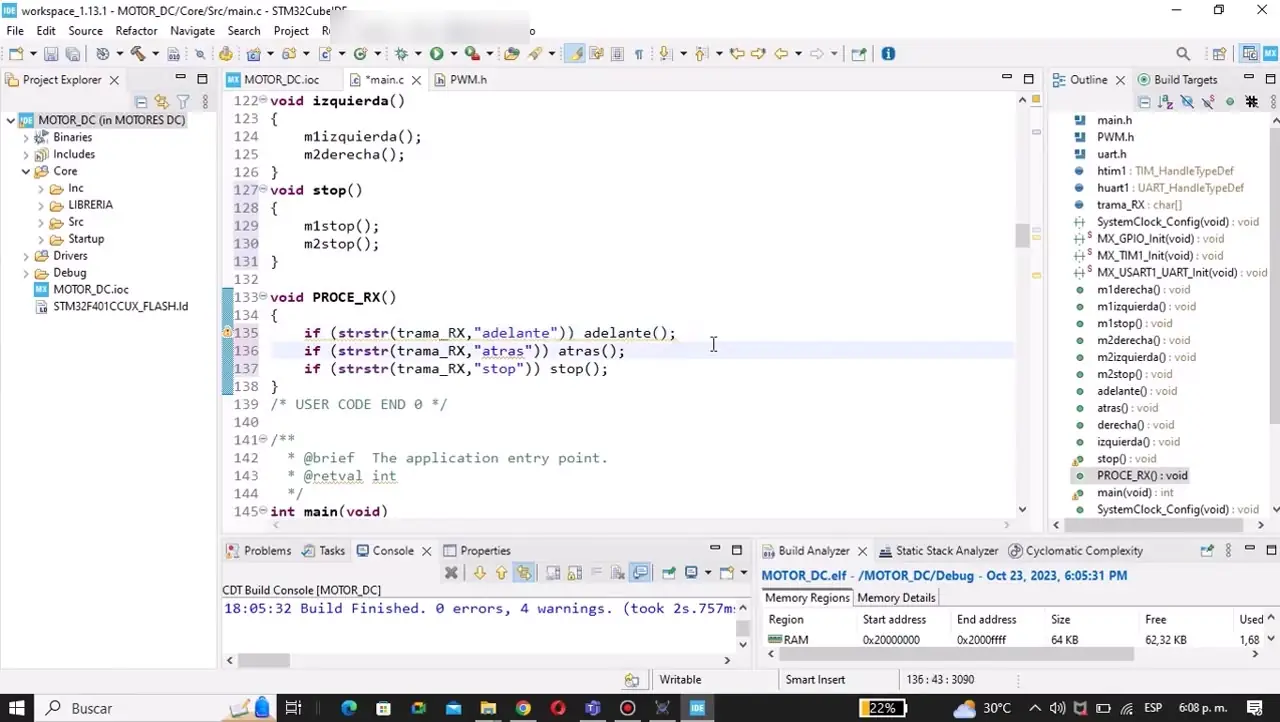 workspace_1.13.1 - MOTOR_DC/Core/Src/main.c - STM32CubeIDE
File Edit Source Refactor Navigate Search Project
Project Explorer
MOTOR_DC.ioc
*main.c
PWM.h
MOTOR_DC (in MOTORES DC)
Binaries
Includes
Core
Inc
LIBRERIA
Src
Startup
Drivers
Debug
MOTOR_DC.ioc
STM32F401CCUX_FLASH.ld
122 void izquierda()
123 {
124 m1izquierda();
125 m2derecha();
126 }
127 void stop()
128 {
129 m1stop();
130 m2stop();
131 }
132
133 void PROCE_RX()
134 {
135 if (strstr(trama_RX,"adelante")) adelante();
136 if (strstr(trama_RX,"atras")) atras();
137 if (strstr(trama_RX,"stop")) stop();
138 }
139 /* USER CODE END 0 */
140
141 /**
142 * @brief The application entry point.
143 * @retval int
144 */
145 int main(void)
Outline
Build Targets
main.h
PWM.h
uart.h
htim1 : TIM_HandleTypeDef
huart1 : UART_HandleTypeDef
trama_RX : char[]
SystemClock_Config(void) : void
MX_GPIO_Init(void) : void
MX_TIM1_Init(void) : void
MX_USART1_UART_Init(void) : void
m1derecha() : void
m1izquierda() : void
m1stop() : void
m2derecha() : void
m2izquierda() : void
m2stop() : void
adelante() : void
atras() : void
derecha() : void
izquierda() : void
stop() : void
PROCE_RX() : void
main(void) : int
SystemClock_Config(void) : void
Problems Tasks Console Properties
CDT Build Console [MOTOR_DC]
18:05:32 Build Finished. 0 errors, 4 warnings. (took 2s.757ms
Build Analyzer Static Stack Analyzer Cyclomatic Complexity
MOTOR_DC.elf - /MOTOR_DC/Debug - Oct 23, 2023, 6:05:31 PM
Memory Regions Memory Details
Region Start address End address Size Free Used
RAM 0x20000000 0x2000ffff 64 KB 62,32 KB 1,68
Writable Smart Insert 136 : 43 : 3090
Buscar
22% 30°C ESP 6:08 p. m.